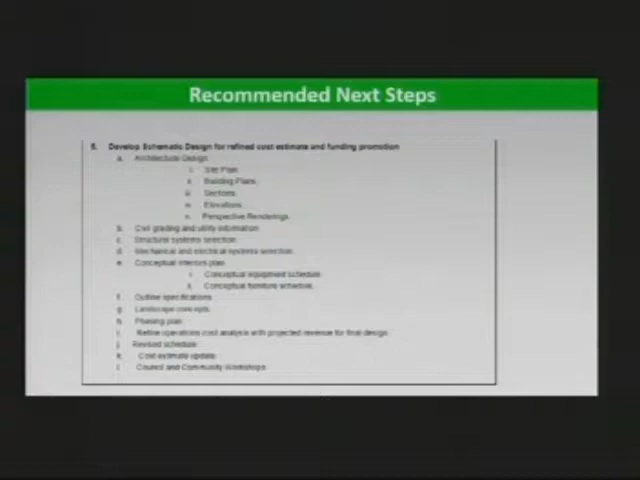 Recommended Next Steps
5. Develop Schematic Design for refined cost estimate and funding promotion
a. Architecture Design
i. Site Plan
ii. Building Plans
iii. Sections
iv. Elevations
v. Perspective Renderings
b. Civil grading and utility information
c. Structural systems selection
d. Mechanical and electrical systems selection
e. Conceptual interiors plan
i. Conceptual equipment schedule
ii. Conceptual furniture schedule
f. Outline specifications
g. Landscape concepts
h. Phasing plan
i. Refine operations cost analysis with projected revenue for final design
j. Revised schedule
k. Cost estimate update
l. Council and Community Workshops